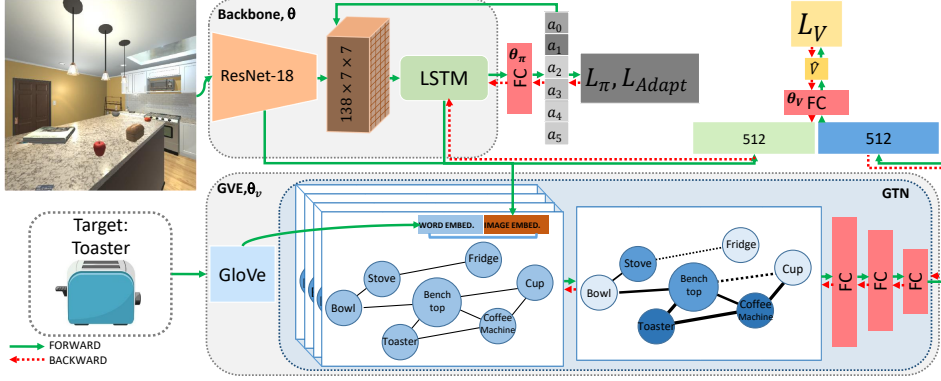 Backbone, θ
ResNet-18
138 × 7 × 7
LSTM
θπ
FC
a0
a1
a2
a3
a4
a5
Lπ, LAdapt
LV
v̂
θV FC
512
512
Target:
Toaster
FORWARD
BACKWARD
GVE,θν
GTN
GloVe
WORD EMBED.
IMAGE EMBED.
Fridge
Stove
Cup
Bowl
Bench
top
Coffee
Machine
Toaster
Fridge
Stove
Cup
Bowl
Bench
top
Coffee
Machine
Toaster
FC
FC
FC